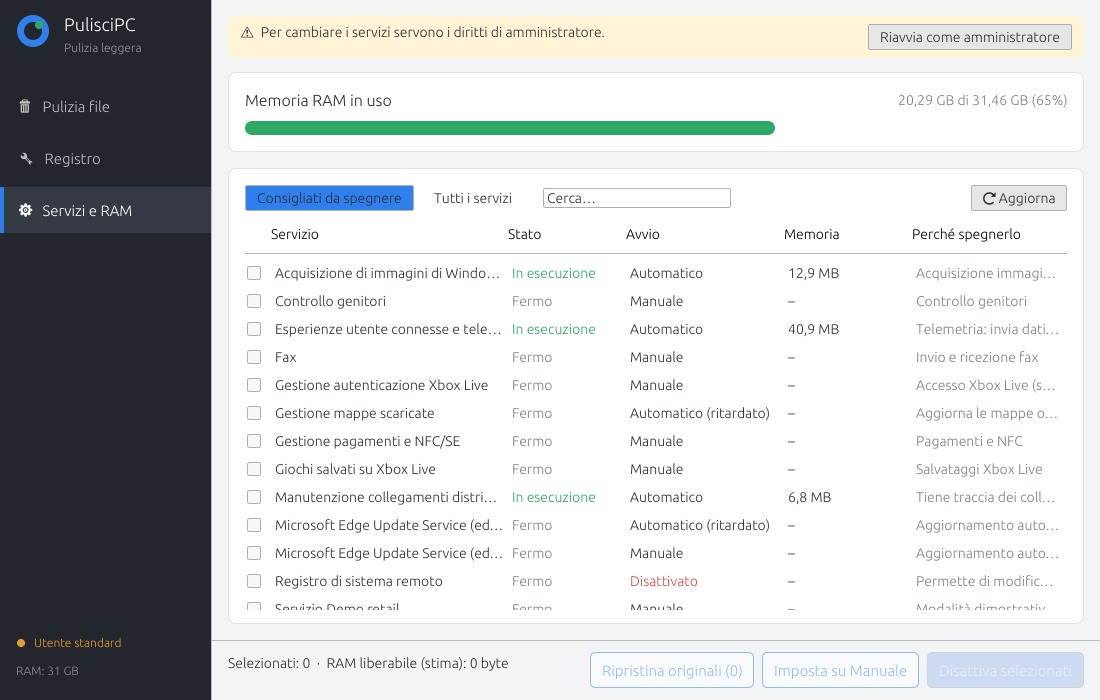 PulisciPC
Pulizia leggera
Pulizia file
Registro
Servizi e RAM
Utente standard
RAM: 31 GB
⚠ Per cambiare i servizi servono i diritti di amministratore.
Riavvia come amministratore
Memoria RAM in uso
20,29 GB di 31,46 GB (65%)
Consigliati da spegnere
Tutti i servizi
Cerca...
Aggiorna
Servizio Stato Avvio Memoria Perché spegnerlo
Acquisizione di immagini di Windo... In esecuzione Automatico 12,9 MB Acquisizione immagi...
Controllo genitori Fermo Manuale – Controllo genitori
Esperienze utente connesse e tele... In esecuzione Automatico 40,9 MB Telemetria: invia dati...
Fax Fermo Manuale – Invio e ricezione fax
Gestione autenticazione Xbox Live Fermo Manuale – Accesso Xbox Live (s...
Gestione mappe scaricate Fermo Automatico (ritardato) – Aggiorna le mappe o...
Gestione pagamenti e NFC/SE Fermo Manuale – Pagamenti e NFC
Giochi salvati su Xbox Live Fermo Manuale – Salvataggi Xbox Live
Manutenzione collegamenti distri... In esecuzione Automatico 6,8 MB Tiene traccia dei coll...
Microsoft Edge Update Service (ed... Fermo Automatico (ritardato) – Aggiornamento auto...
Microsoft Edge Update Service (ed... Fermo Manuale – Aggiornamento auto...
Registro di sistema remoto Fermo Disattivato – Permette di modific...
Servizio Demo retail Fermo Manuale – Modalità dimostrativ...
Selezionati: 0 · RAM liberabile (stima): 0 byte
Ripristina originali (0)
Imposta su Manuale
Disattiva selezionati